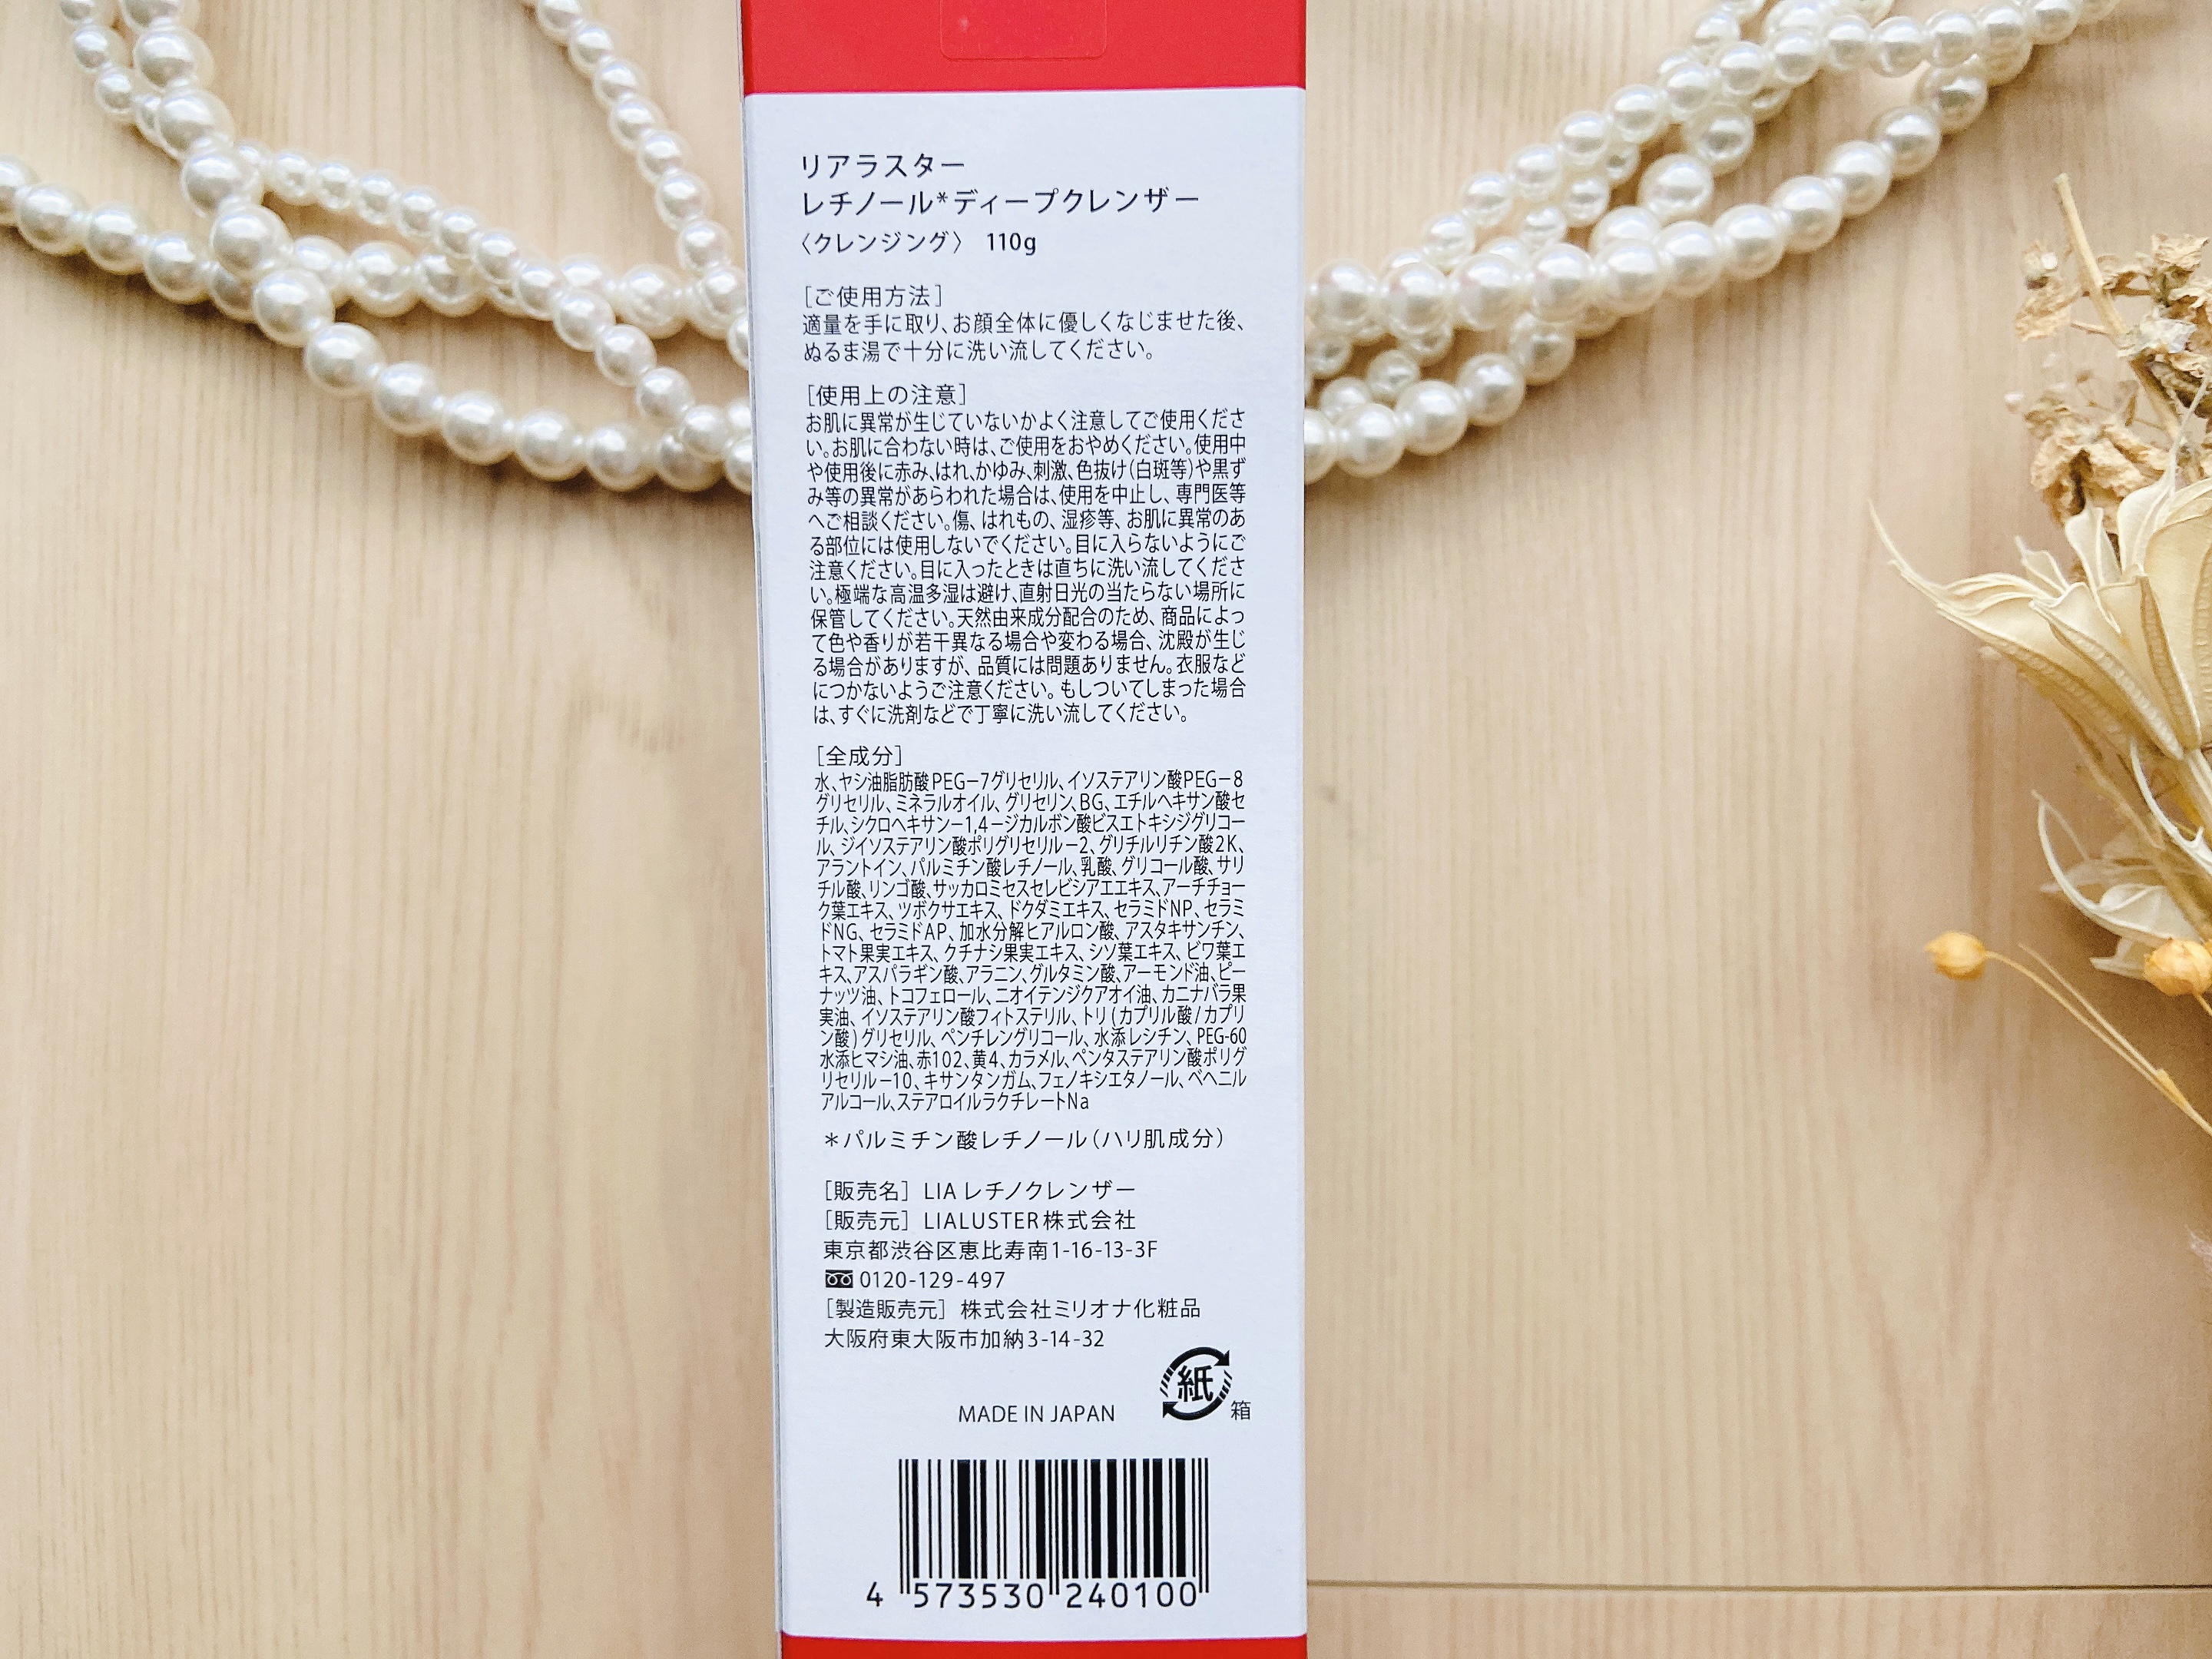 リアラスター
レチノール*ディープクレンザー
〈クレンジング〉 110g
[ご使用方法]
適量を手に取り、お顔全体に優しくなじませた後、
ぬるま湯で十分に洗い流してください。
[使用上の注意]
お肌に異常が生じていないかよく注意してご使用くださ
い。お肌に合わない時は、ご使用をおやめください。使用中
や使用後に赤み、はれ、かゆみ、刺激、色抜け(白斑等)や黒ず
み等の異常があらわれた場合は、使用を中止し、専門医等
へご相談ください。傷、はれもの、湿疹等、お肌に異常のあ
る部位には使用しないでください。目に入らないようにご
注意ください。目に入ったときは直ちに洗い流してくださ
い。極端な高温多湿は避け、直射日光の当たらない場所に
保管してください。天然由来成分配合のため、商品によっ
て色や香りが若干異なる場合や変わる場合、沈殿が生じ
る場合がありますが、品質には問題ありません。衣服など
につかないようご注意ください。もしついてしまった場合
は、すぐに洗剤などで丁寧に洗い流してください。
[全成分]
水、ヤシ油脂肪酸PEG－7グリセリル、イソステアリン酸PEG－8
グリセリル、ミネラルオイル、グリセリン、BG、エチルヘキサン酸セ
チル、シクロヘキサン－1,4－ジカルボン酸ビスエトキシジグリコー
ル、ジイソステアリン酸ポリグリセリル－2、グリチルリチン酸2K、
アラントイン、パルミチン酸レチノール、乳酸、グリコール酸、サリ
チル酸、リンゴ酸、サッカロミセスセレビシアエエキス、アーチチョー
ク葉エキス、ツボクサエキス、ドクダミエキス、セラミドNP、セラミ
ドNG、セラミドAP、加水分解ヒアルロン酸、アスタキサンチン、
トマト果実エキス、クチナシ果実エキス、シソ葉エキス、ビワ葉エ
キス、アスパラギン酸、アラニン、グルタミン酸、アーモンド油、ピー
ナッツ油、トコフェロール、ニオイテンジクアオイ油、カニナバラ果
実油、イソステアリン酸フィトステリル、トリ(カプリル酸/カプリ
ン酸)グリセリル、ペンチレングリコール、水添レシチン、PEG-60
水添ヒマシ油、赤102、黄4、カラメル、ペンタステアリン酸ポリグ
リセリル－10、キサンタンガム、フェノキシエタノール、ベヘニル
アルコール、ステアロイルラクチレートNa
＊パルミチン酸レチノール(ハリ肌成分)
[販売名] LIA レチノクレンザー
[販売元] LIALUSTER株式会社
東京都渋谷区恵比寿南1-16-13-3F
0120-129-497
[製造販売元] 株式会社ミリオナ化粧品
大阪府東大阪市加納3-14-32
紙
箱
MADE IN JAPAN
4 573530 240100